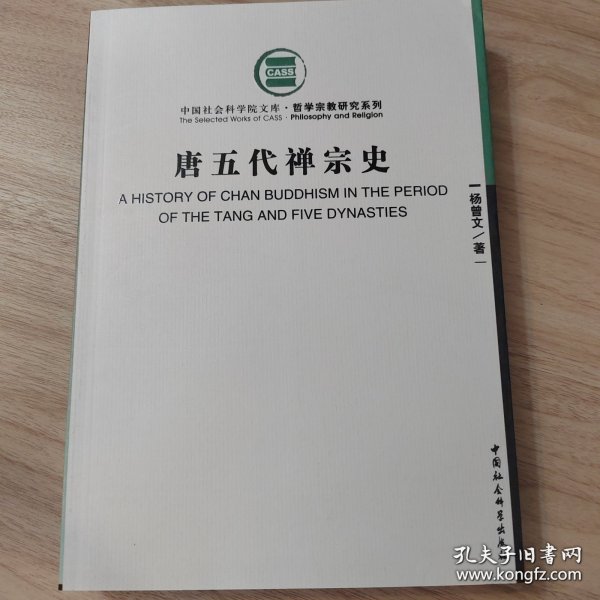 CASS
中国社会科学院文库·哲学宗教研究系列
The Selected Works of CASS · Philosophy and Religion
唐五代禅宗史
A HISTORY OF CHAN BUDDHISM IN THE PERIOD
OF THE TANG AND FIVE DYNASTIES
杨曾文/著
中国社会科学出版
孔夫子旧书网
www.kongfz.com